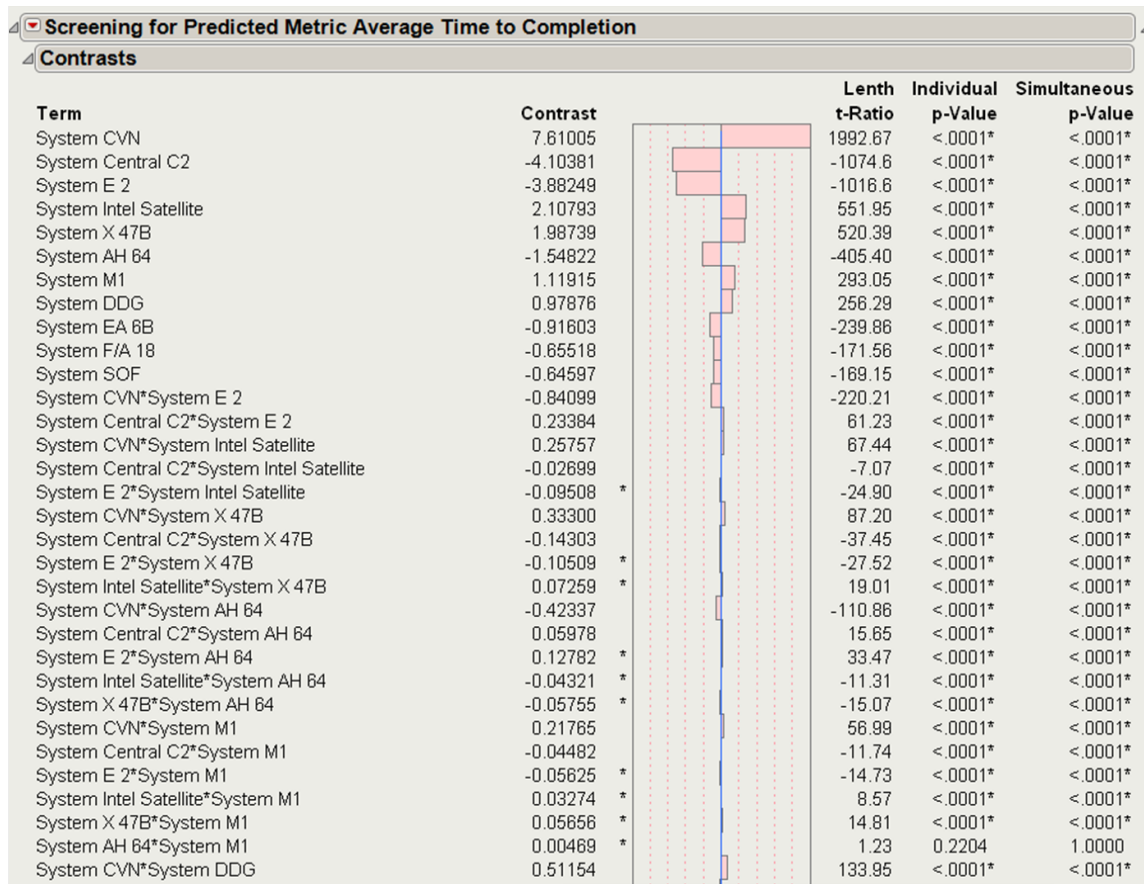 Screening for Predicted Metric Average Time to Completion
Contrasts
Lenth Individual Simultaneous
Term Contrast t-Ratio p-Value p-Value
System CVN 7.61005 1992.67 <.0001* <.0001*
System Central C2 -4.10381 -1074.6 <.0001* <.0001*
System E 2 -3.88249 -1016.6 <.0001* <.0001*
System Intel Satellite 2.10793 551.95 <.0001* <.0001*
System X 47B 1.98739 520.39 <.0001* <.0001*
System AH 64 -1.54822 -405.40 <.0001* <.0001*
System M1 1.11915 293.05 <.0001* <.0001*
System DDG 0.97876 256.29 <.0001* <.0001*
System EA 6B -0.91603 -239.86 <.0001* <.0001*
System F/A 18 -0.65518 -171.56 <.0001* <.0001*
System SOF -0.64597 -169.15 <.0001* <.0001*
System CVN*System E 2 -0.84099 -220.21 <.0001* <.0001*
System Central C2*System E 2 0.23384 61.23 <.0001* <.0001*
System CVN*System Intel Satellite 0.25757 67.44 <.0001* <.0001*
System Central C2*System Intel Satellite -0.02699 -7.07 <.0001* <.0001*
System E 2*System Intel Satellite -0.09508 * -24.90 <.0001* <.0001*
System CVN*System X 47B 0.33300 87.20 <.0001* <.0001*
System Central C2*System X 47B -0.14303 -37.45 <.0001* <.0001*
System E 2*System X 47B -0.10509 * -27.52 <.0001* <.0001*
System Intel Satellite*System X 47B 0.07259 * 19.01 <.0001* <.0001*
System CVN*System AH 64 -0.42337 -110.86 <.0001* <.0001*
System Central C2*System AH 64 0.05978 15.65 <.0001* <.0001*
System E 2*System AH 64 0.12782 * 33.47 <.0001* <.0001*
System Intel Satellite*System AH 64 -0.04321 * -11.31 <.0001* <.0001*
System X 47B*System AH 64 -0.05755 * -15.07 <.0001* <.0001*
System CVN*System M1 0.21765 56.99 <.0001* <.0001*
System Central C2*System M1 -0.04482 -11.74 <.0001* <.0001*
System E 2*System M1 -0.05625 * -14.73 <.0001* <.0001*
System Intel Satellite*System M1 0.03274 * 8.57 <.0001* <.0001*
System X 47B*System M1 0.05656 * 14.81 <.0001* <.0001*
System AH 64*System M1 0.00469 * 1.23 0.2204 1.0000
System CVN*System DDG 0.51154 133.95 <.0001* <.0001*